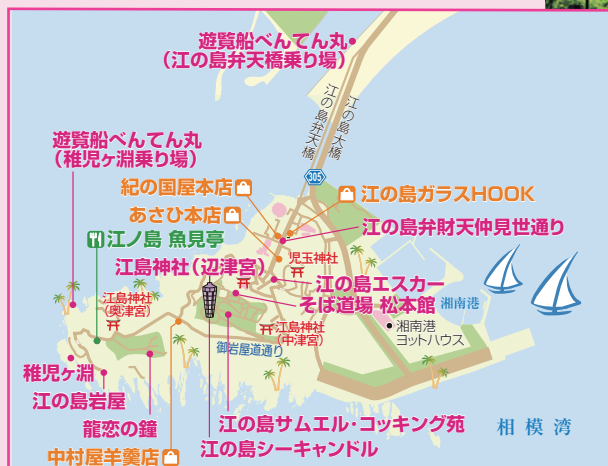 遊覧船べんてん丸
（江の島弁天橋乗り場）
江の島大橋
江の島弁天橋
遊覧船べんてん丸
（稚児ヶ淵乗り場）
305
紀の国屋本店
江の島ガラスHOOK
あさひ本店
江の島弁財天仲見世通り
江ノ島 魚見亭
児玉神社
江島神社（辺津宮）
江の島エスカー
そば道場 松本館
湘南港
江島神社
（奥津宮）
湘南港
ヨットハウス
江島神社
（中津宮）
御岩屋道通り
稚児ヶ淵
江の島岩屋
龍恋の鐘
江の島サムエル・コッキング苑
相模湾
江の島シーキャンドル
中村屋羊羹店